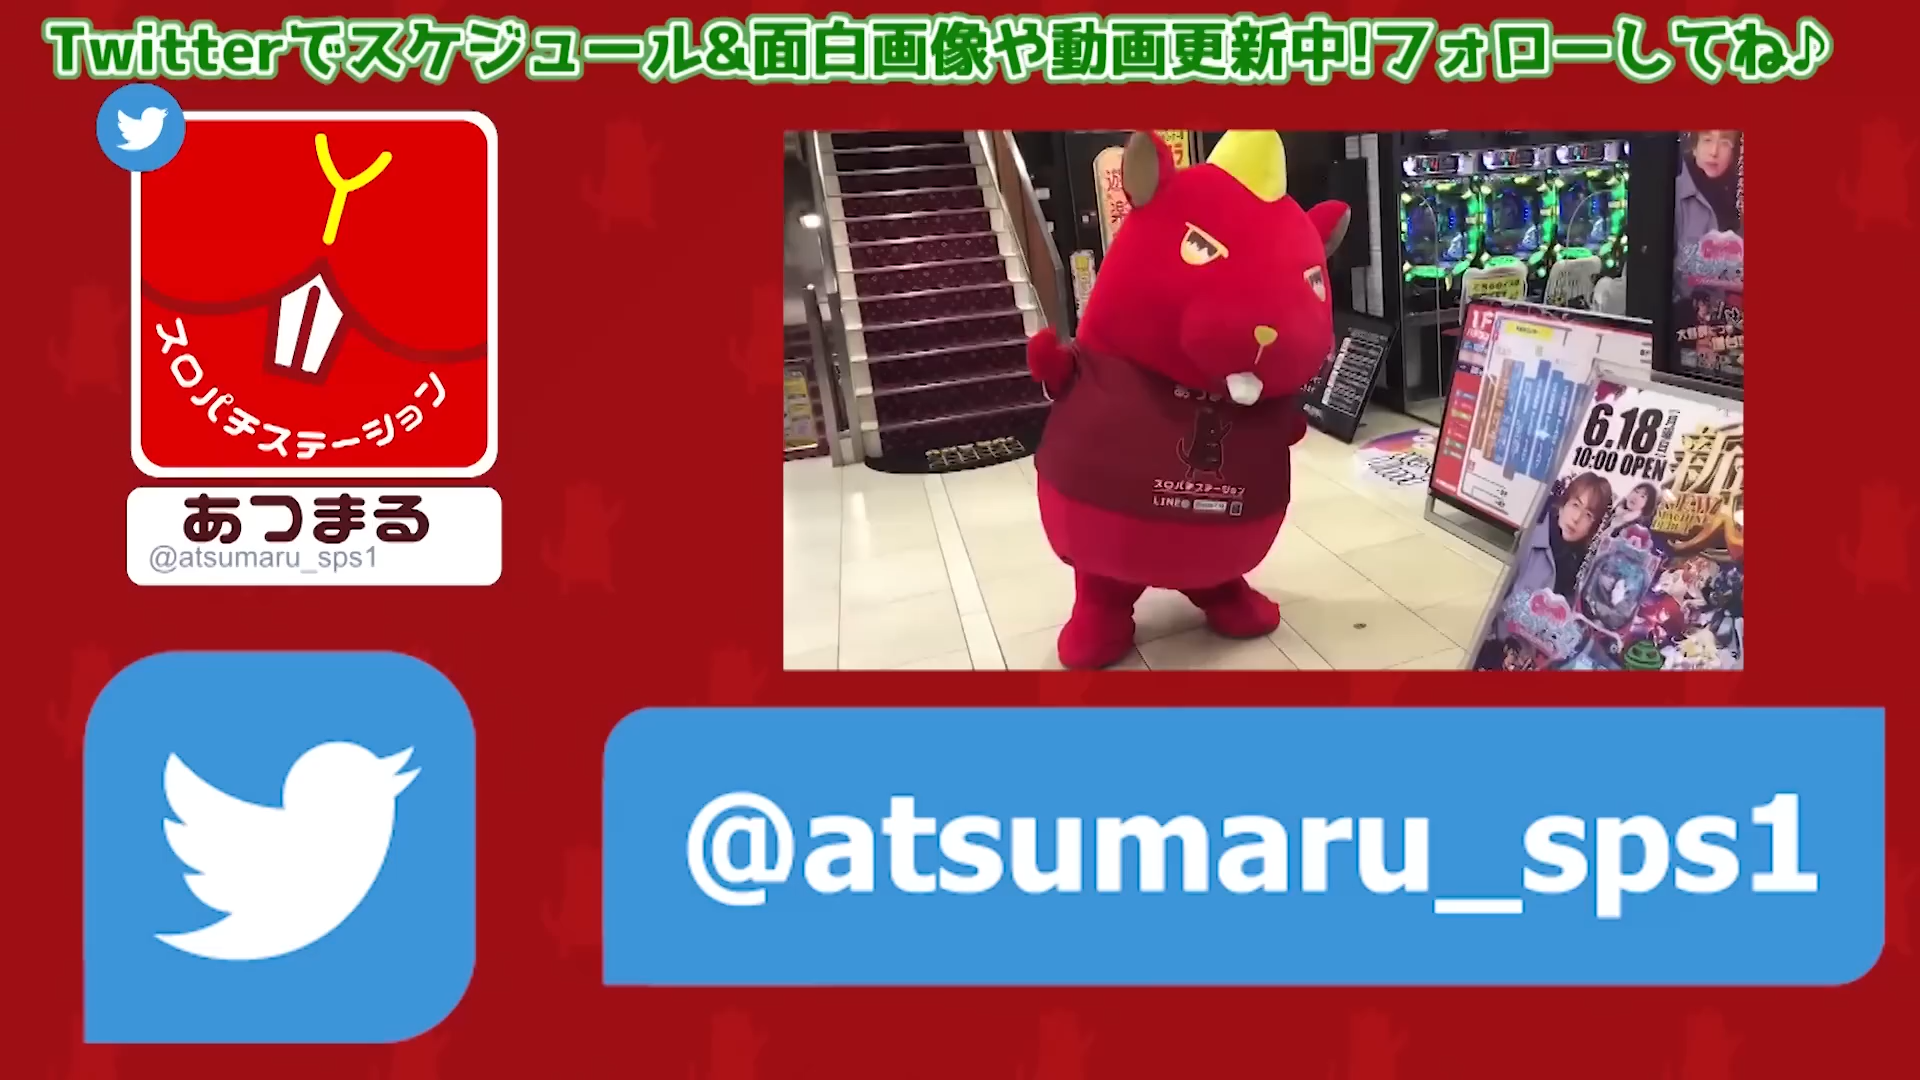 Twitterでスケジュール&面白画像や動画更新中!フォローしてね♪
スロパチステーション
あつまる
@atsumaru_sps1
スロパチステーション
LINE@
1F
6.18
10:00 OPEN
新
@atsumaru_sps1